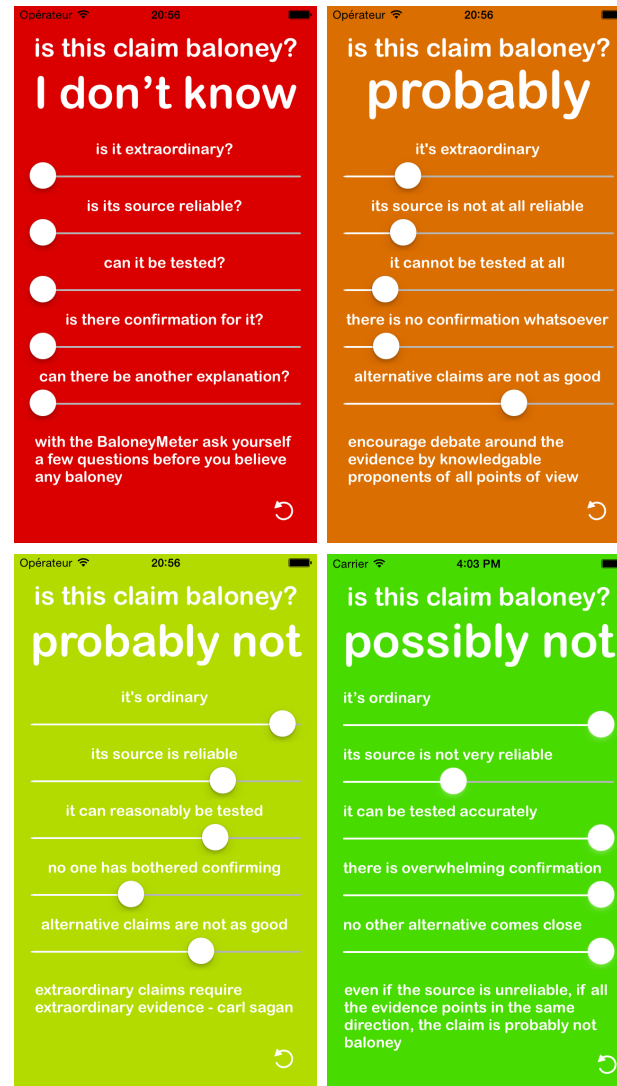 Opérateur 20:56
is this claim baloney?
I don't know
is it extraordinary?
is its source reliable?
can it be tested?
is there confirmation for it?
can there be another explanation?
with the BaloneyMeter ask yourself
a few questions before you believe
any baloney
Opérateur 20:56
is this claim baloney?
probably
it's extraordinary
its source is not at all reliable
it cannot be tested at all
there is no confirmation whatsoever
alternative claims are not as good
encourage debate around the
evidence by knowledgable
proponents of all points of view
Opérateur 20:56
is this claim baloney?
probably not
it's ordinary
its source is reliable
it can reasonably be tested
no one has bothered confirming
alternative claims are not as good
extraordinary claims require
extraordinary evidence - carl sagan
Carrier 4:03 PM
is this claim baloney?
possibly not
it's ordinary
its source is not very reliable
it can be tested accurately
there is overwhelming confirmation
no other alternative comes close
even if the source is unreliable, if all
the evidence points in the same
direction, the claim is probably not
baloney